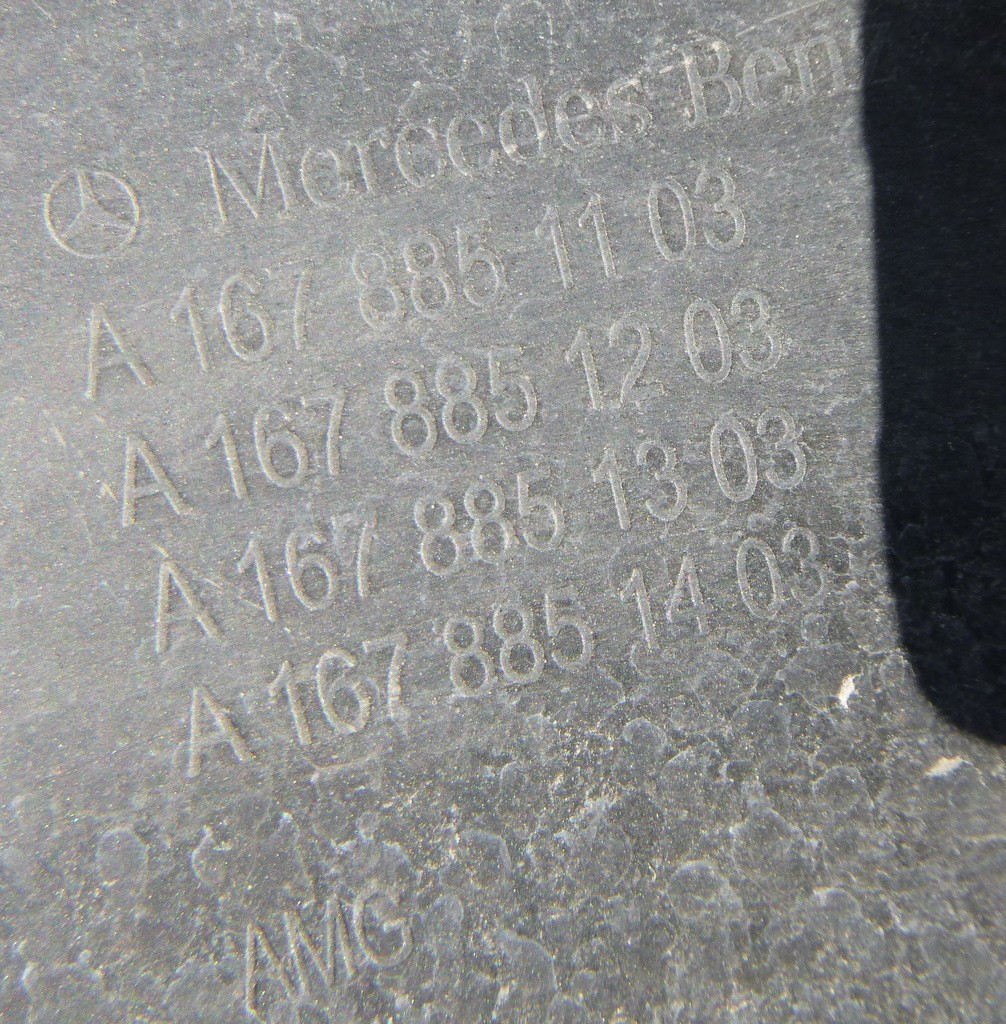 Mercedes Ben
A 167 885 11 03
A 167 885 12 03
A 167 885 13 03
A 167 885 14 03
AMG